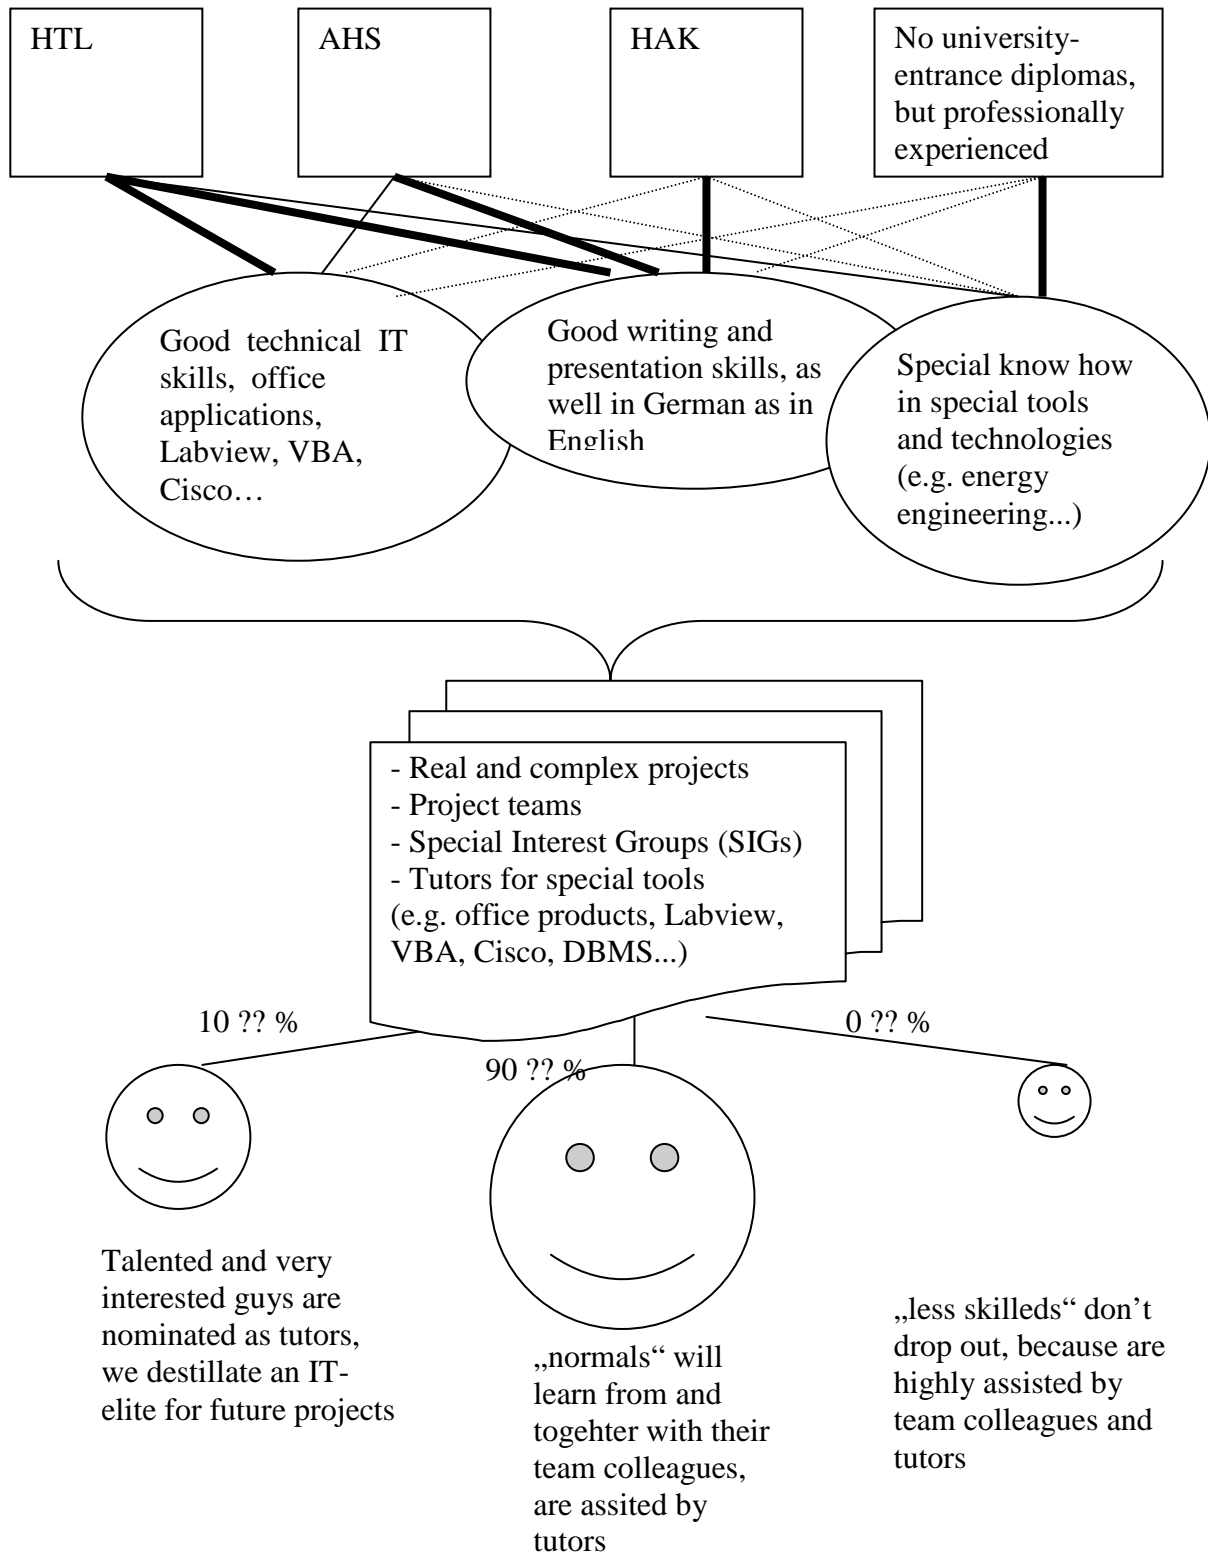 HTL
AHS
HAK
No university-
entrance diplomas,
but professionally
experienced
Good technical IT
skills, office
applications,
Labview, VBA,
Cisco…
Good writing and
presentation skills, as
well in German as in
English
Special know how
in special tools
and technologies
(e.g. energy
engineering...)
- Real and complex projects
- Project teams
- Special Interest Groups (SIGs)
- Tutors for special tools
(e.g. office products, Labview,
VBA, Cisco, DBMS...)
10 ?? %
90 ?? %
0 ?? %
Talented and very
interested guys are
nominated as tutors,
we destillate an IT-
elite for future projects
„normals“ will
learn from and
togehter with their
team colleagues,
are assited by
tutors
„less skilleds“ don’t
drop out, because are
highly assisted by
team colleagues and
tutors